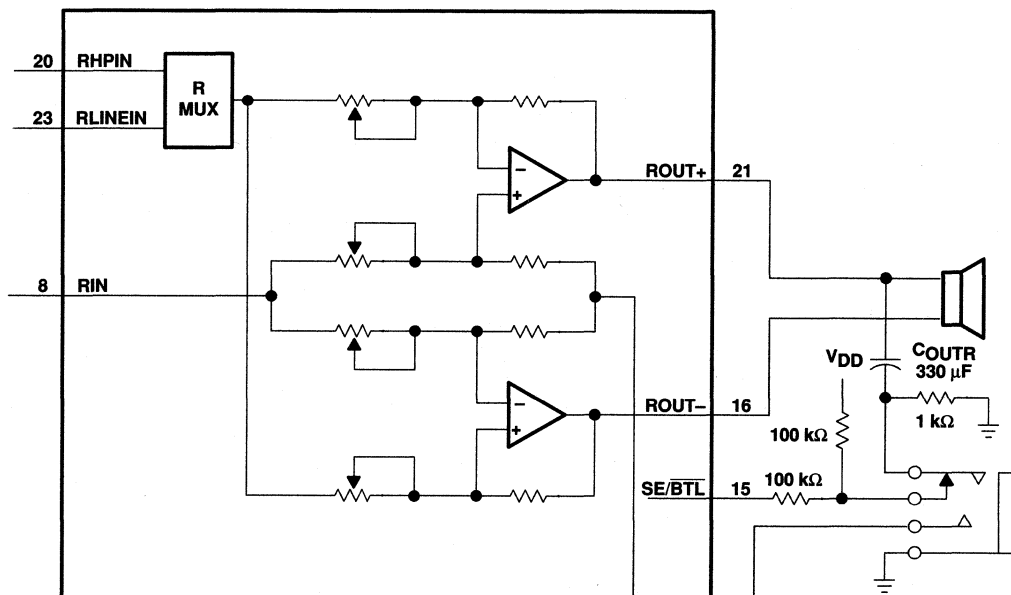 20 RHPIN
R
MUX
23 RLINEIN
−
+
ROUT+ 21
8 RIN
VDD
COUTR
330 µF
−
+
ROUT− 16
1 kΩ
100 kΩ
100 kΩ
SE/BTL 15